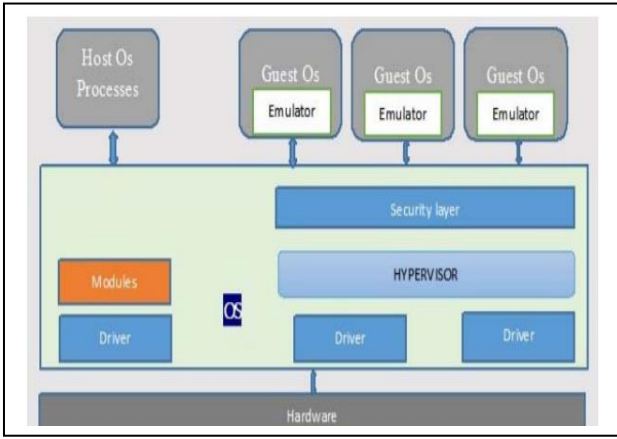 Host Os
Processes
Guest Os
Emulator
Guest Os
Emulator
Guest Os
Emulator
Security layer
HYPERVISOR
Modules
OS
Driver
Driver
Driver
Hardware